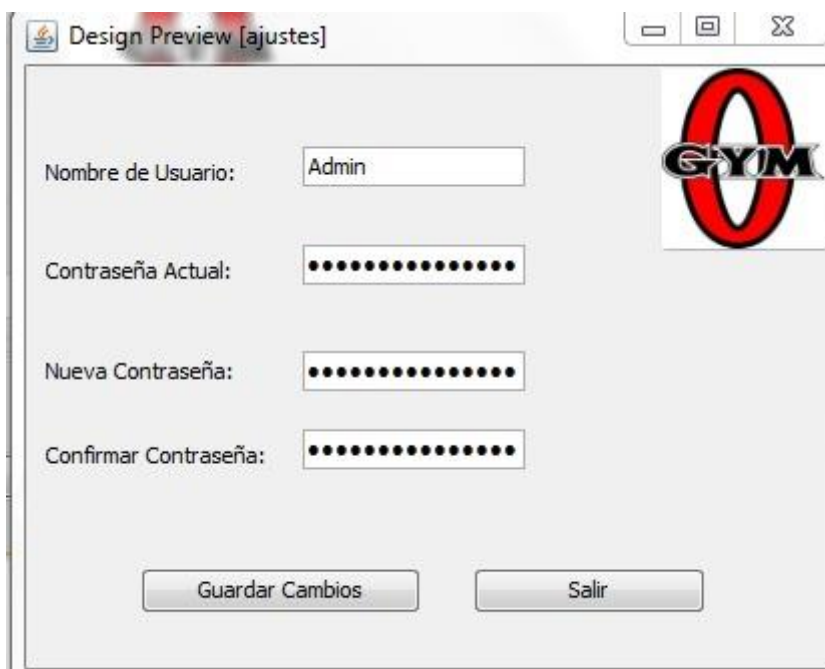 Design Preview [ajustes]
GYM
Nombre de Usuario: Admin
Contraseña Actual: •••••••••••••••
Nueva Contraseña: •••••••••••••••
Confirmar Contraseña: •••••••••••••••
Guardar Cambios Salir